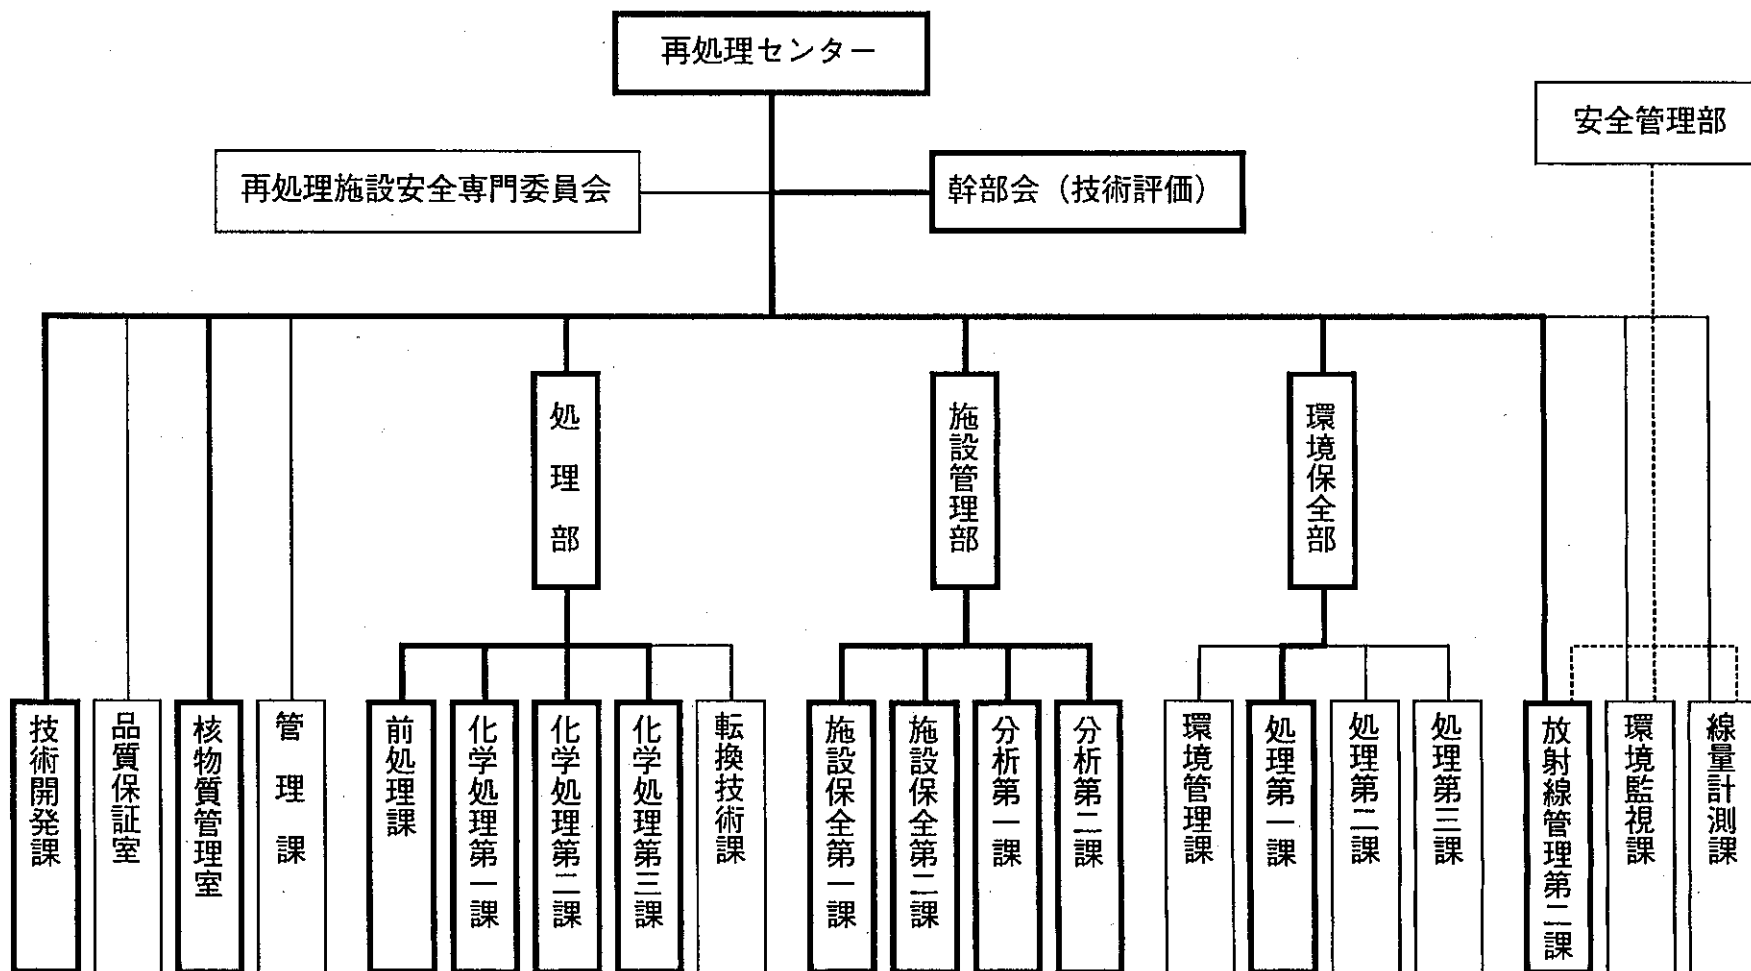 再処理センター
安全管理部
再処理施設安全専門委員会
幹部会（技術評価）
処理部
施設管理部
環境保全部
技術開発課
品質保証室
核物質管理室
管理課
前処理課
化学処理第一課
化学処理第二課
化学処理第三課
転換技術課
施設保全第一課
施設保全第二課
分析第一課
分析第二課
環境管理課
処理第一課
処理第二課
処理第三課
放射線管理第二課
環境監視課
線量計測課